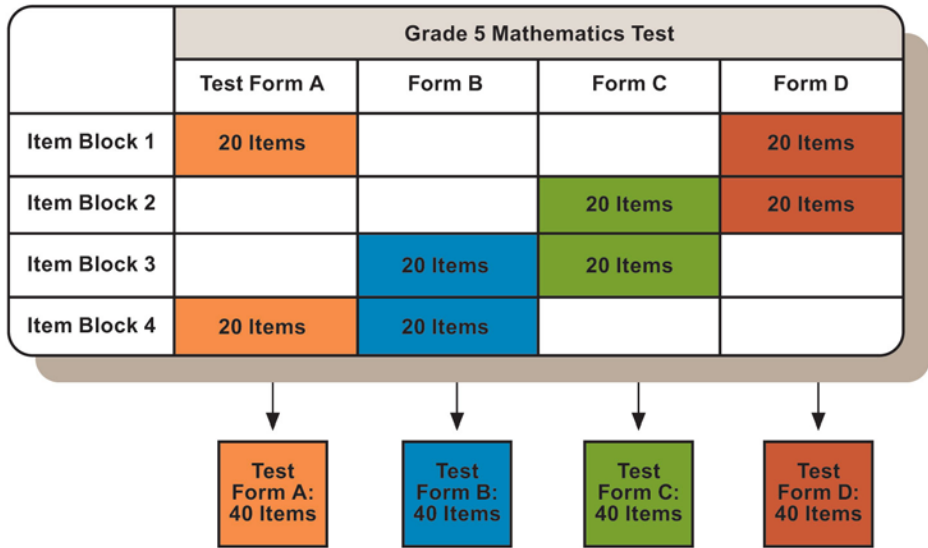 Grade 5 Mathematics Test
Test Form A Form B Form C Form D
Item Block 1 20 Items 20 Items
Item Block 2 20 Items 20 Items
Item Block 3 20 Items 20 Items
Item Block 4 20 Items 20 Items
Test Test Test Test
Form A: Form B: Form C: Form D:
40 Items 40 Items 40 Items 40 Items